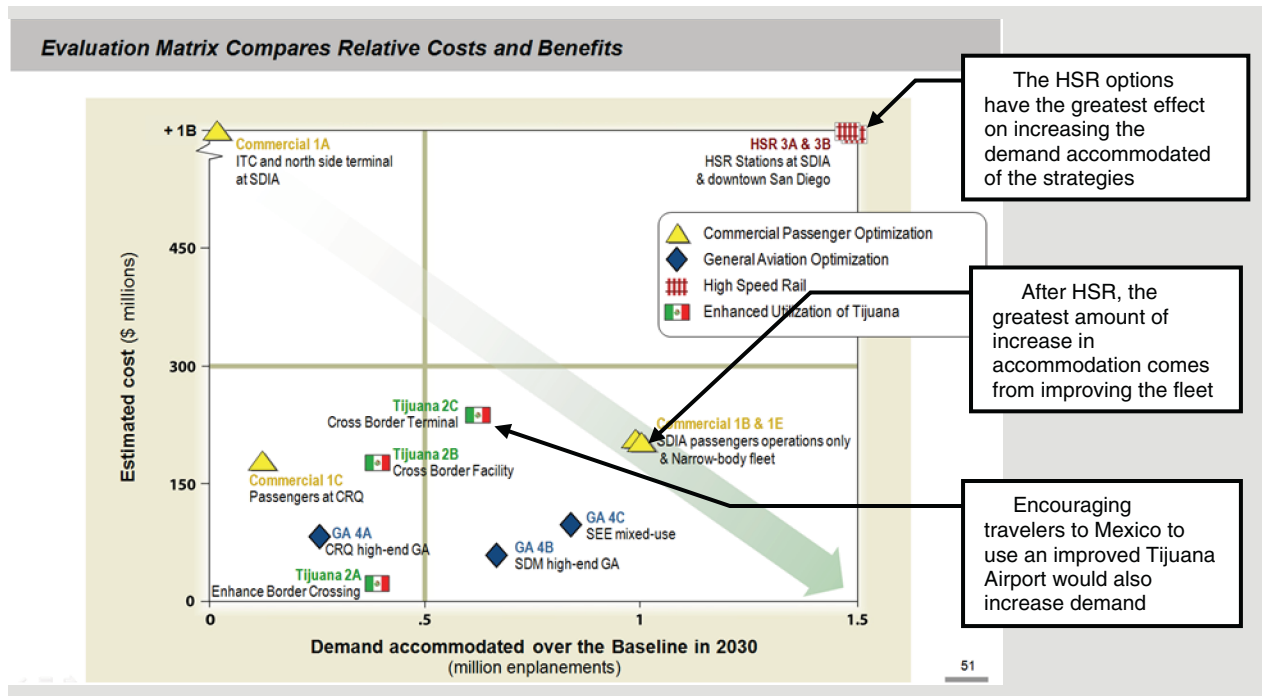 Evaluation Matrix Compares Relative Costs and Benefits
+ 1B
450
300
150
0
Estimated cost ($ millions)
Commercial 1A
ITC and north side terminal
at SDIA
HSR 3A & 3B
HSR Stations at SDIA
& downtown San Diego
Commercial Passenger Optimization
General Aviation Optimization
High Speed Rail
Enhanced Utilization of Tijuana
Tijuana 2C
Cross Border Terminal
Commercial 1B & 1E
SDIA passengers operations only
& Narrow-body fleet
Tijuana 2B
Cross Border Facility
Commercial 1C
Passengers at CRQ
GA 4A
CRQ high-end GA
GA 4C
SEE mixed-use
GA 4B
SDM high-end GA
Tijuana 2A
Enhance Border Crossing
0
.5
1
1.5
Demand accommodated over the Baseline in 2030
(million enplanements)
51
The HSR options
have the greatest effect
on increasing the
demand accommodated
of the strategies
After HSR, the
greatest amount of
increase in
accommodation comes
from improving the fleet
Encouraging
travelers to Mexico to
use an improved Tijuana
Airport would also
increase demand